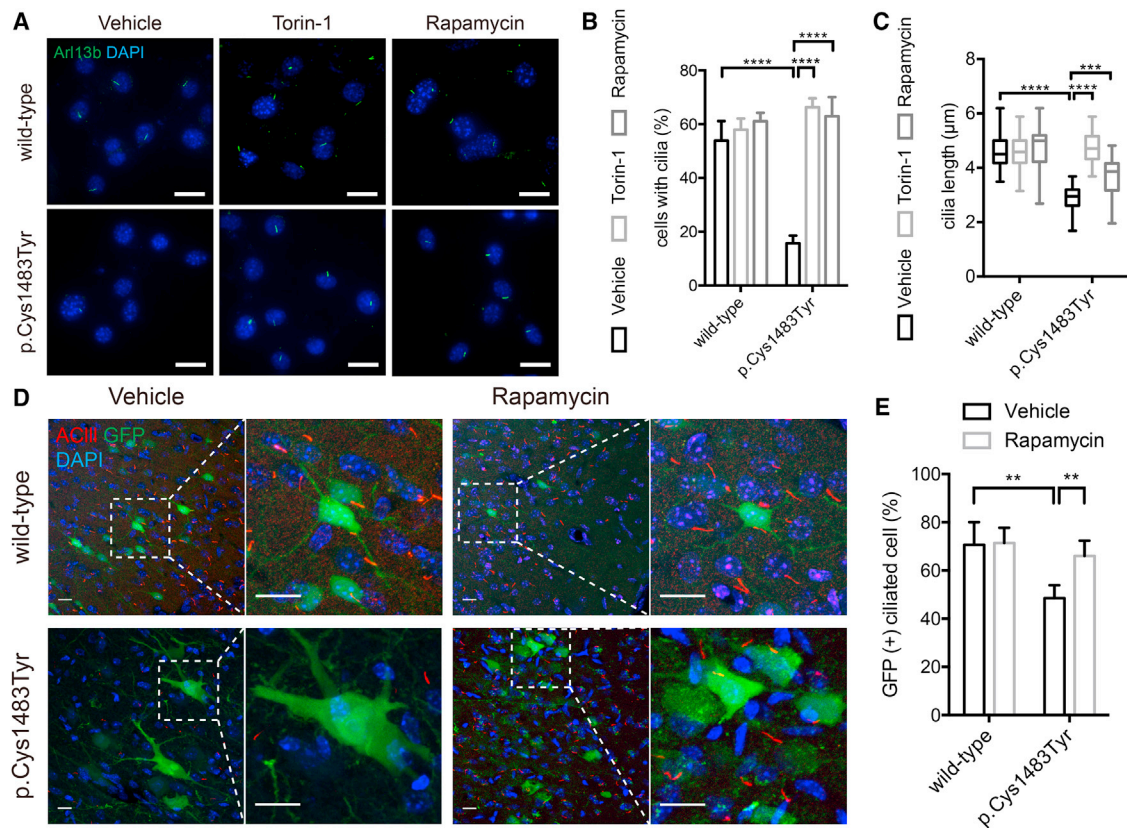 A
Vehicle
Torin-1
Rapamycin
Arl13b DAPI
wild-type
p.Cys1483Tyr
B
Vehicle
Torin-1
Rapamycin
cells with cilia (%)
80
60
40
20
0
****
****
****
wild-type
p.Cys1483Tyr
C
Vehicle
Torin-1
Rapamycin
cilia length (μm)
8
6
4
2
0
****
***
****
wild-type
p.Cys1483Tyr
D
Vehicle
Rapamycin
ACIII GFP
DAPI
wild-type
p.Cys1483Tyr
E
Vehicle
Rapamycin
GFP (+) ciliated cell (%)
100
80
60
40
20
0
**
**
wild-type
p.Cys1483Tyr